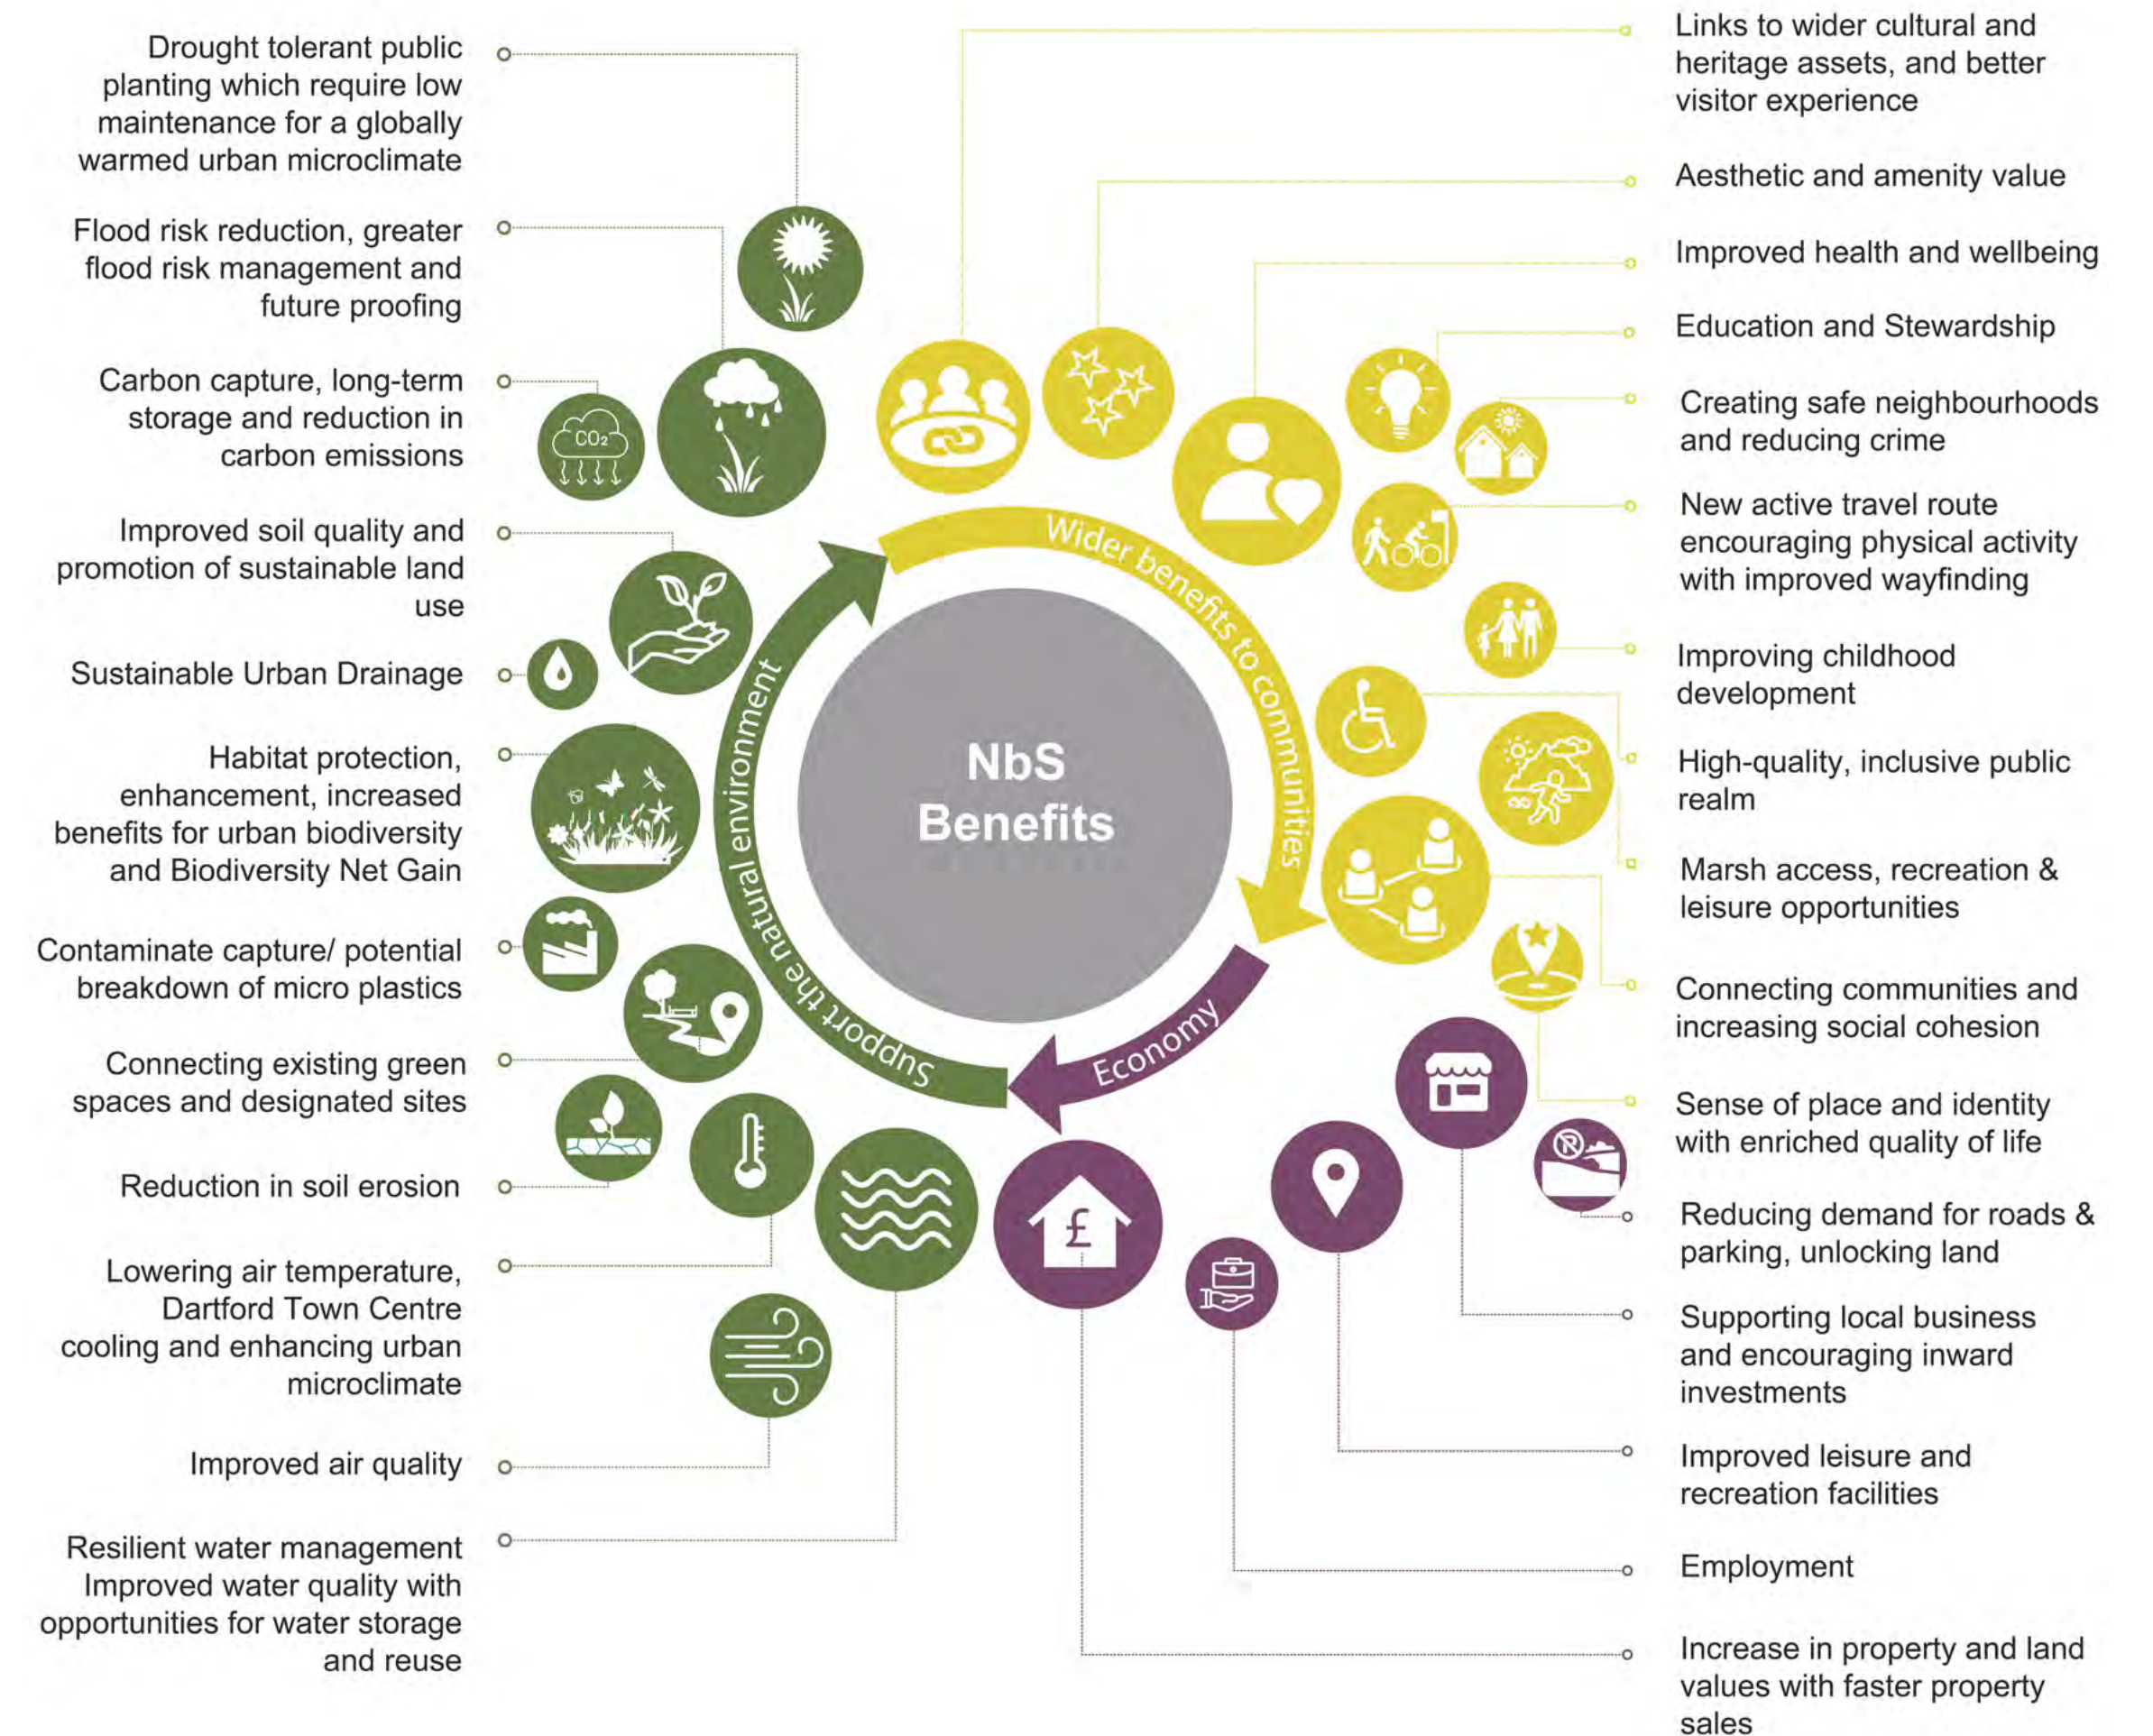 Drought tolerant public
planting which require low
maintenance for a globally
warmed urban microclimate
Flood risk reduction, greater
flood risk management and
future proofing
Carbon capture, long-term
storage and reduction in
carbon emissions
Improved soil quality and
promotion of sustainable land
use
Sustainable Urban Drainage
Habitat protection,
enhancement, increased
benefits for urban biodiversity
and Biodiversity Net Gain
Contaminate capture/ potential
breakdown of micro plastics
Connecting existing green
spaces and designated sites
Reduction in soil erosion
Lowering air temperature,
Dartford Town Centre
cooling and enhancing urban
microclimate
Improved air quality
Resilient water management
Improved water quality with
opportunities for water storage
and reuse
CO₂
Support the natural environment
Wider benefits to communities
Economy
NbS
Benefits
£
R
Links to wider cultural and
heritage assets, and better
visitor experience
Aesthetic and amenity value
Improved health and wellbeing
Education and Stewardship
Creating safe neighbourhoods
and reducing crime
New active travel route
encouraging physical activity
with improved wayfinding
Improving childhood
development
High-quality, inclusive public
realm
Marsh access, recreation &
leisure opportunities
Connecting communities and
increasing social cohesion
Sense of place and identity
with enriched quality of life
Reducing demand for roads &
parking, unlocking land
Supporting local business
and encouraging inward
investments
Improved leisure and
recreation facilities
Employment
Increase in property and land
values with faster property
sales